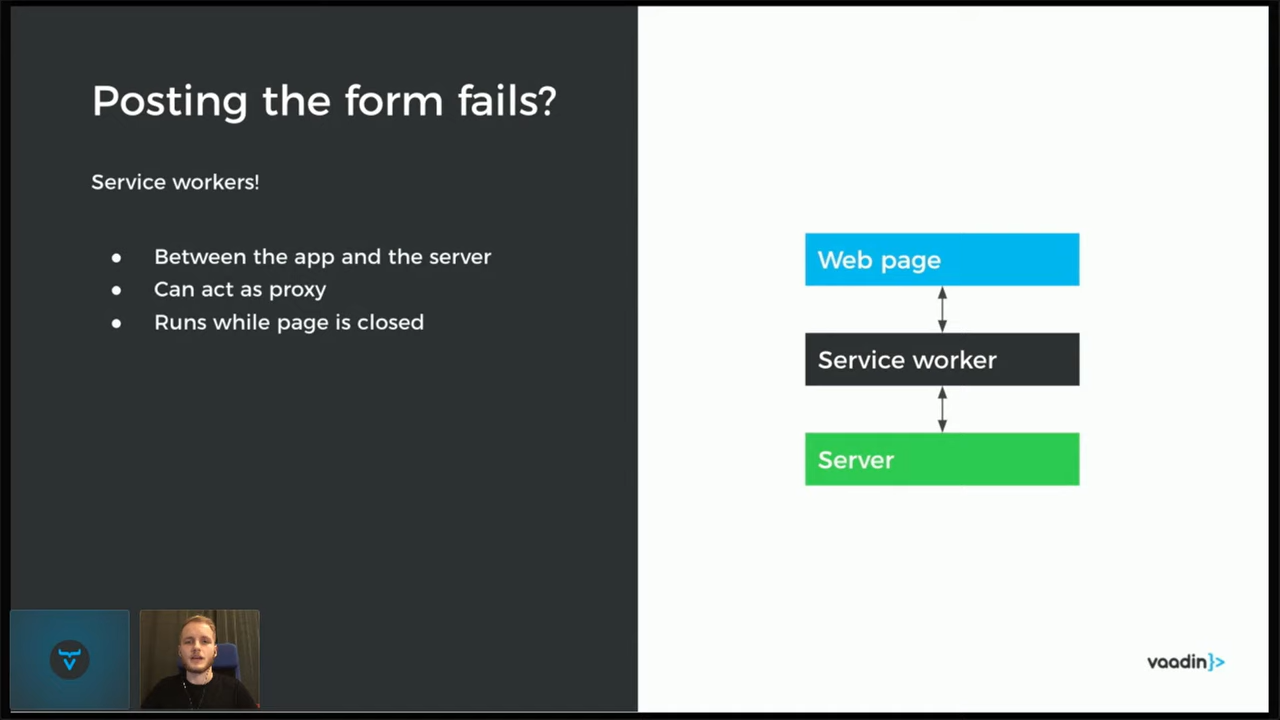 Posting the form fails?
Service workers!
● Between the app and the server
● Can act as proxy
● Runs while page is closed
Web page
Service worker
Server
vaadin}>